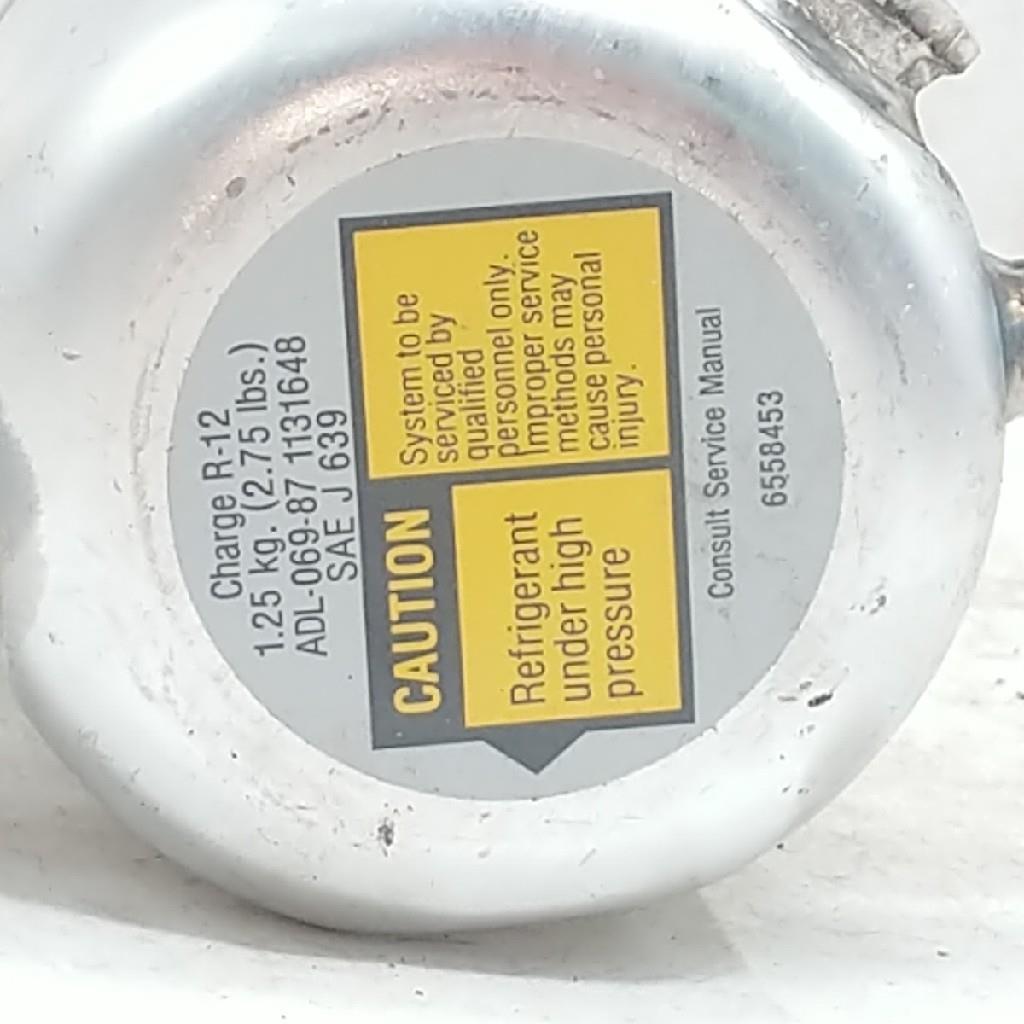 Charge R-12
1.25 kg. (2.75 lbs.)
ADL-069-87 1131648
SAE J 639
CAUTION
Refrigerant
under high
pressure
System to be
serviced by
qualified
personnel only.
Improper service
methods may
cause personal
injury.
Consult Service Manual
6558453